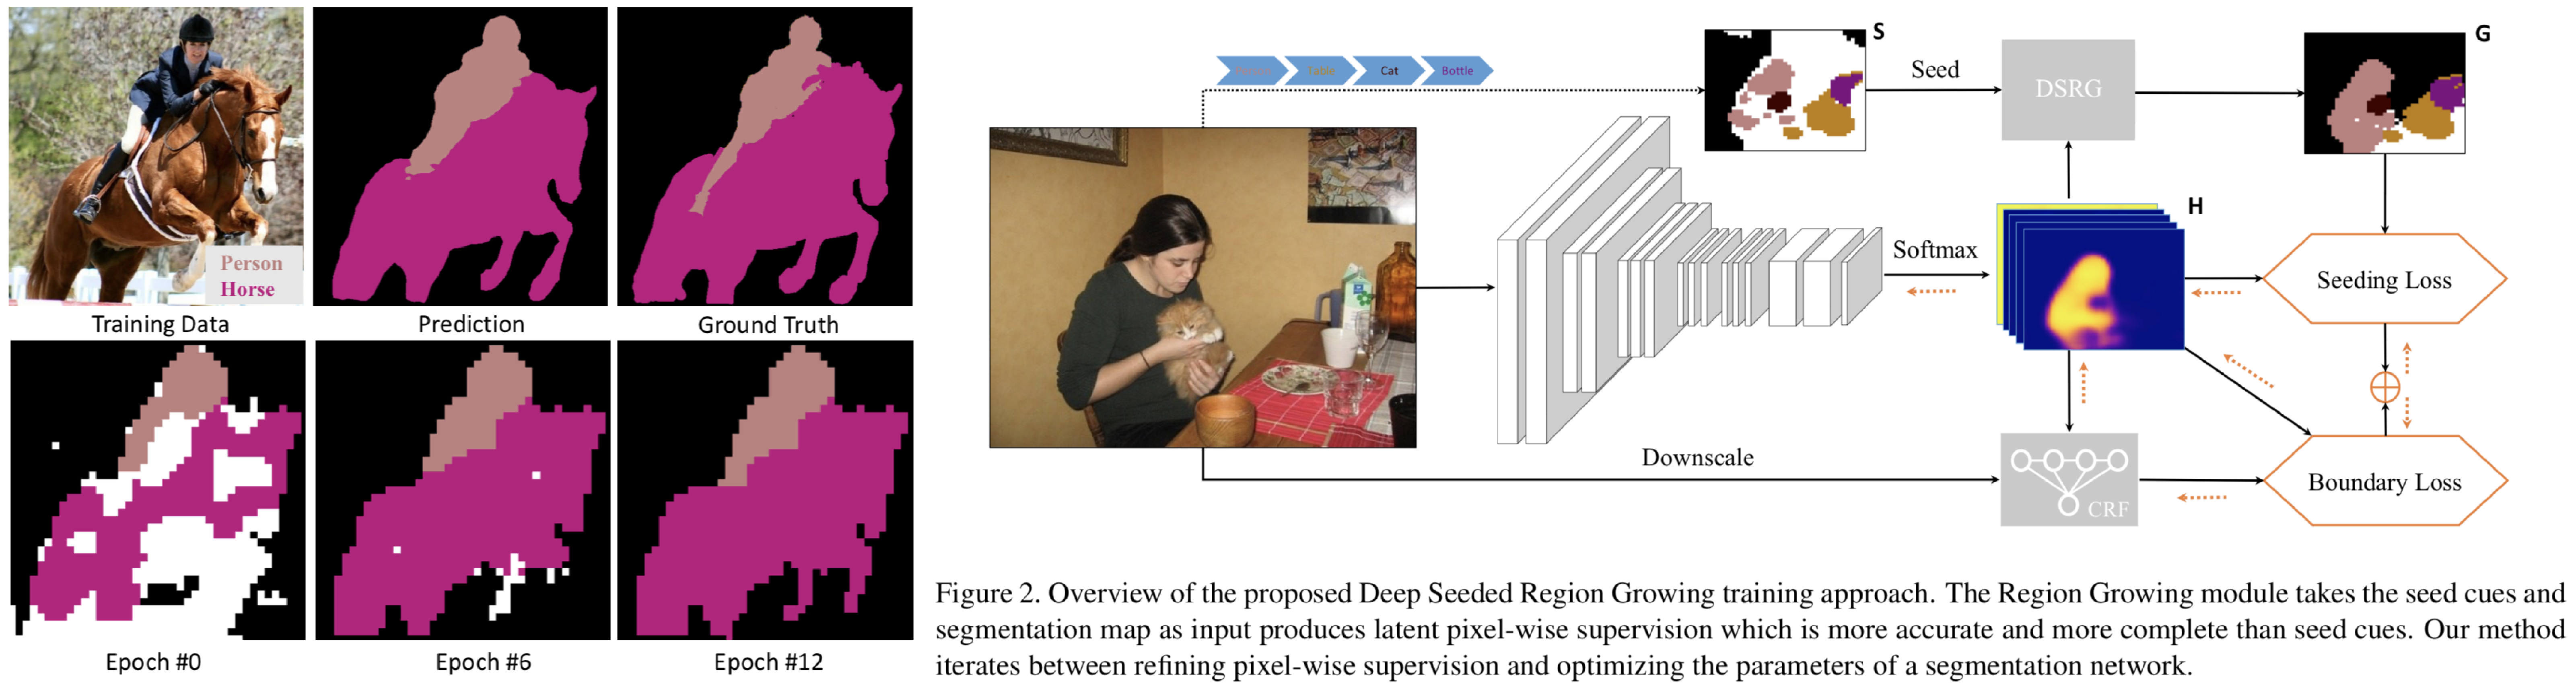 Person
Horse
Training Data
Prediction
Ground Truth
Epoch #0
Epoch #6
Epoch #12
Person
Table
Cat
Bottle
S
Seed
DSRG
G
H
Softmax
Seeding Loss
Downscale
CRF
Boundary Loss
Figure 2. Overview of the proposed Deep Seeded Region Growing training approach. The Region Growing module takes the seed cues and
segmentation map as input produces latent pixel-wise supervision which is more accurate and more complete than seed cues. Our method
iterates between refining pixel-wise supervision and optimizing the parameters of a segmentation network.